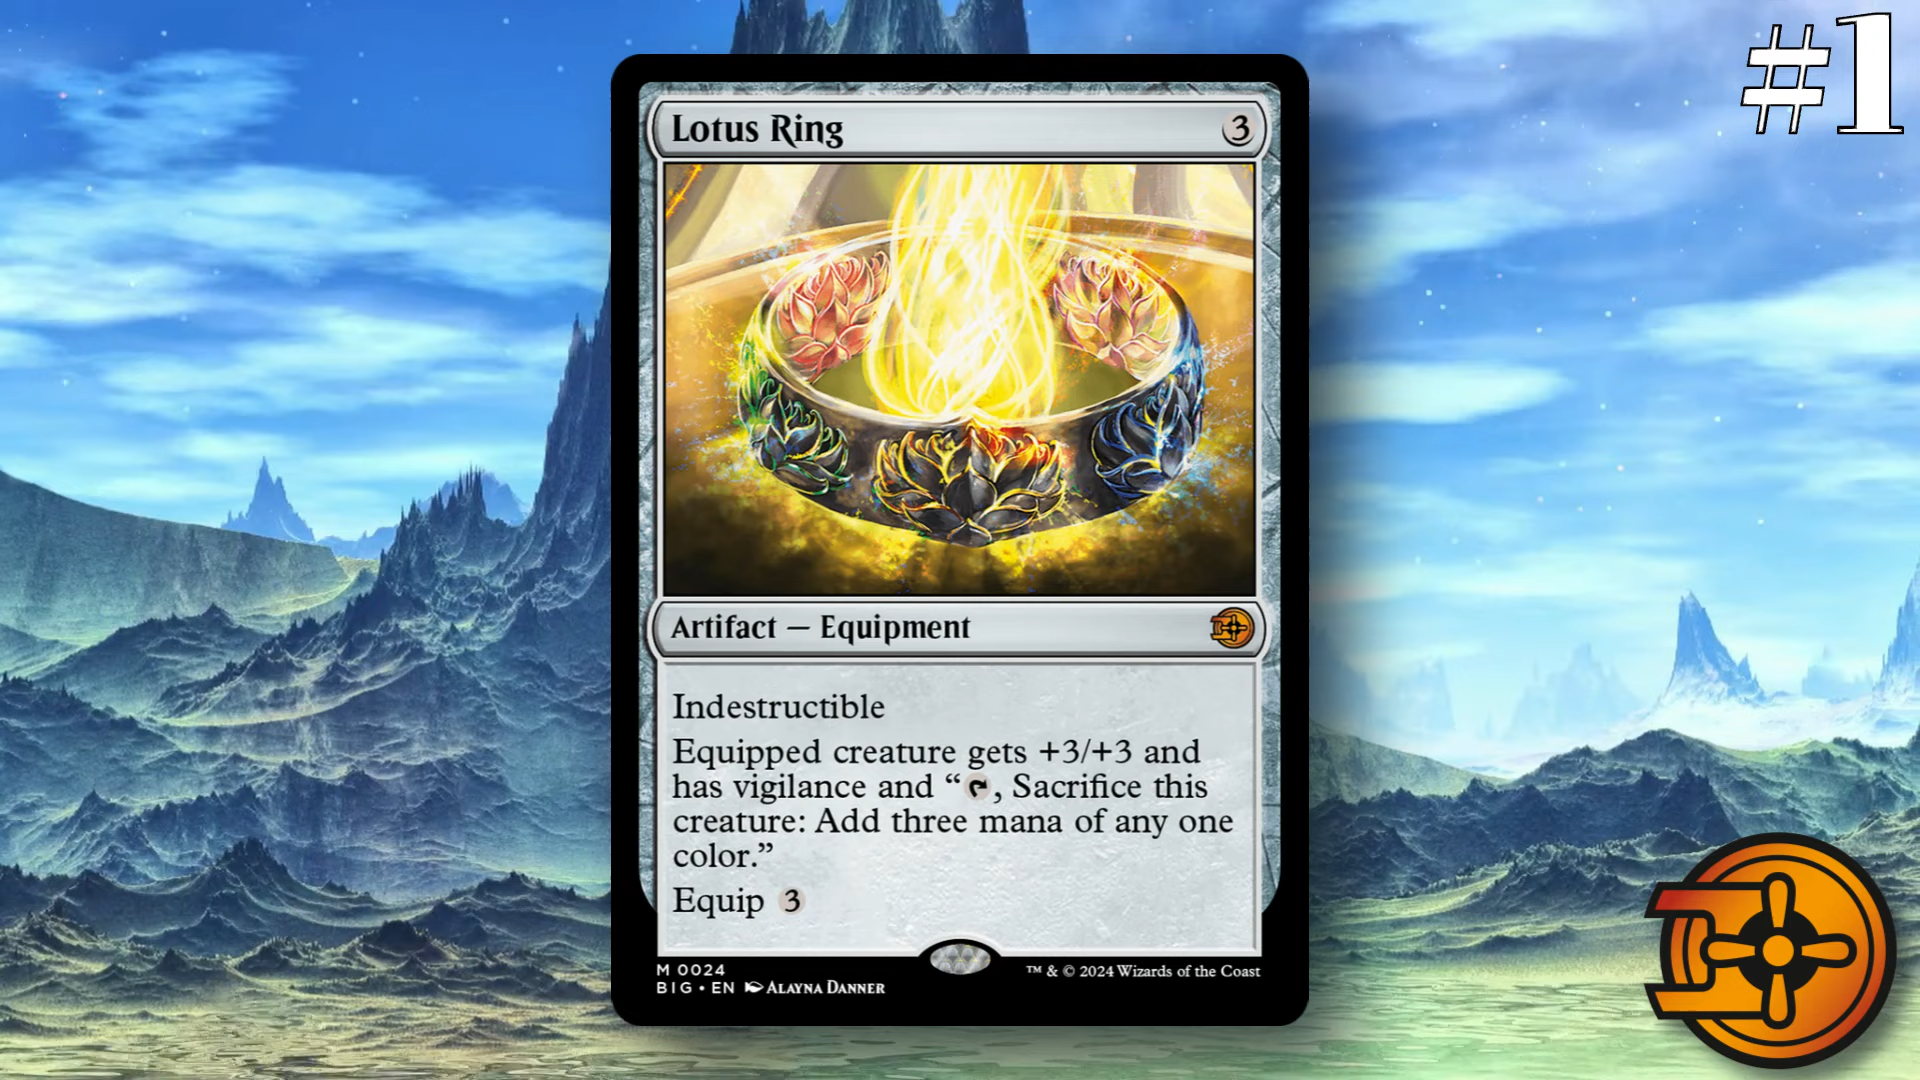 #1
Lotus Ring 3
Artifact — Equipment
Indestructible
Equipped creature gets +3/+3 and
has vigilance and “, Sacrifice this
creature: Add three mana of any one
color.”
Equip 3
M 0024
BIG • EN ALAYNA DANNER
™ & © 2024 Wizards of the Coast